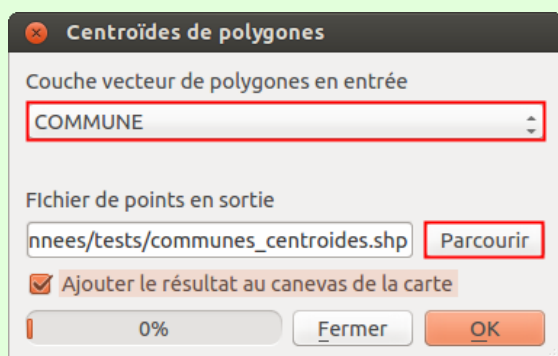 Centroïdes de polygones
Couche vecteur de polygones en entrée
COMMUNE
FIchier de points en sortie
nnees/tests/communes_centroides.shp Parcourir
Ajouter le résultat au canevas de la carte
0% Fermer OK